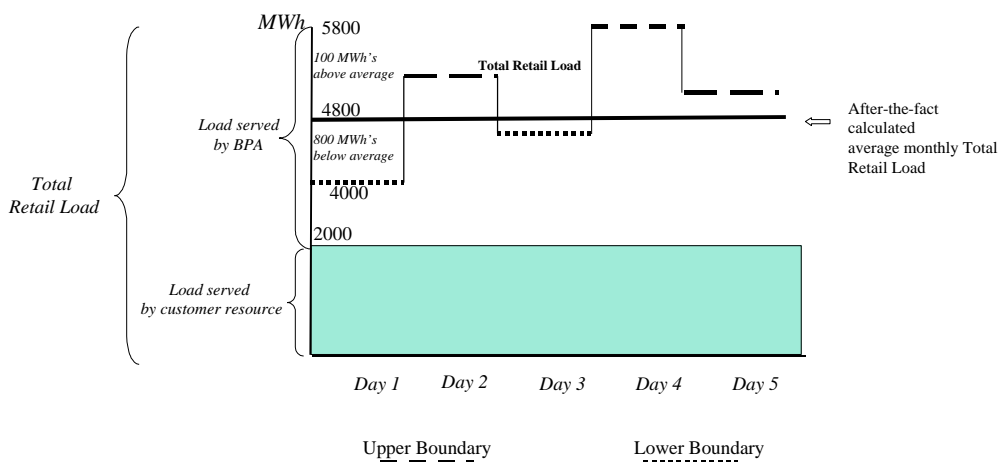 MWh
5800
100 MWh's
above average
Total Retail Load
4800
After-the-fact
calculated
average monthly Total
Retail Load
Load served
by BPA
800 MWh's
below average
Total
Retail Load
4000
2000
Load served
by customer resource
Day 1
Day 2
Day 3
Day 4
Day 5
Upper Boundary
Lower Boundary